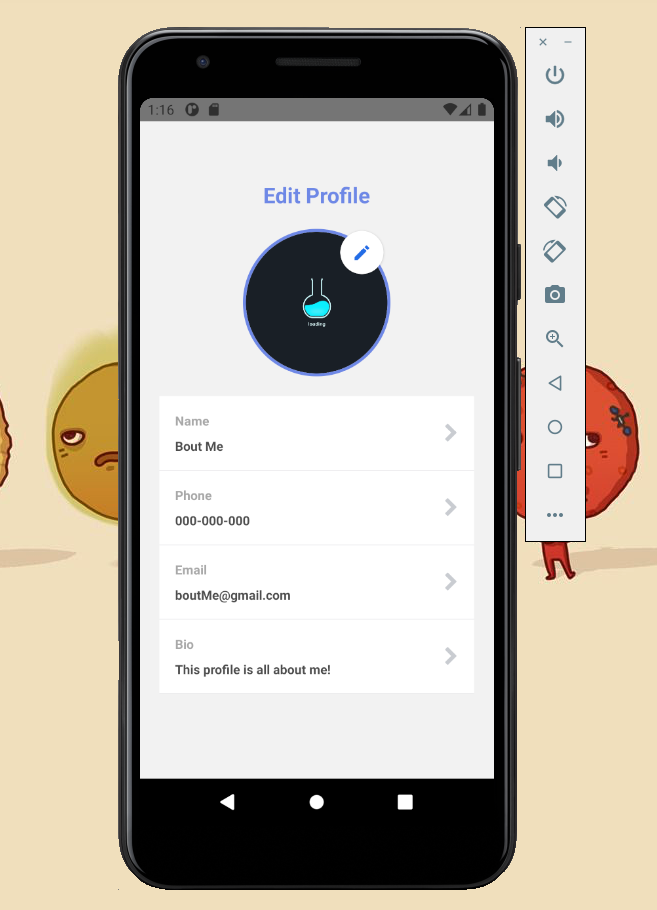 1:16
Edit Profile
loading
Name
Bout Me
Phone
000-000-000
Email
boutMe@gmail.com
Bio
This profile is all about me!